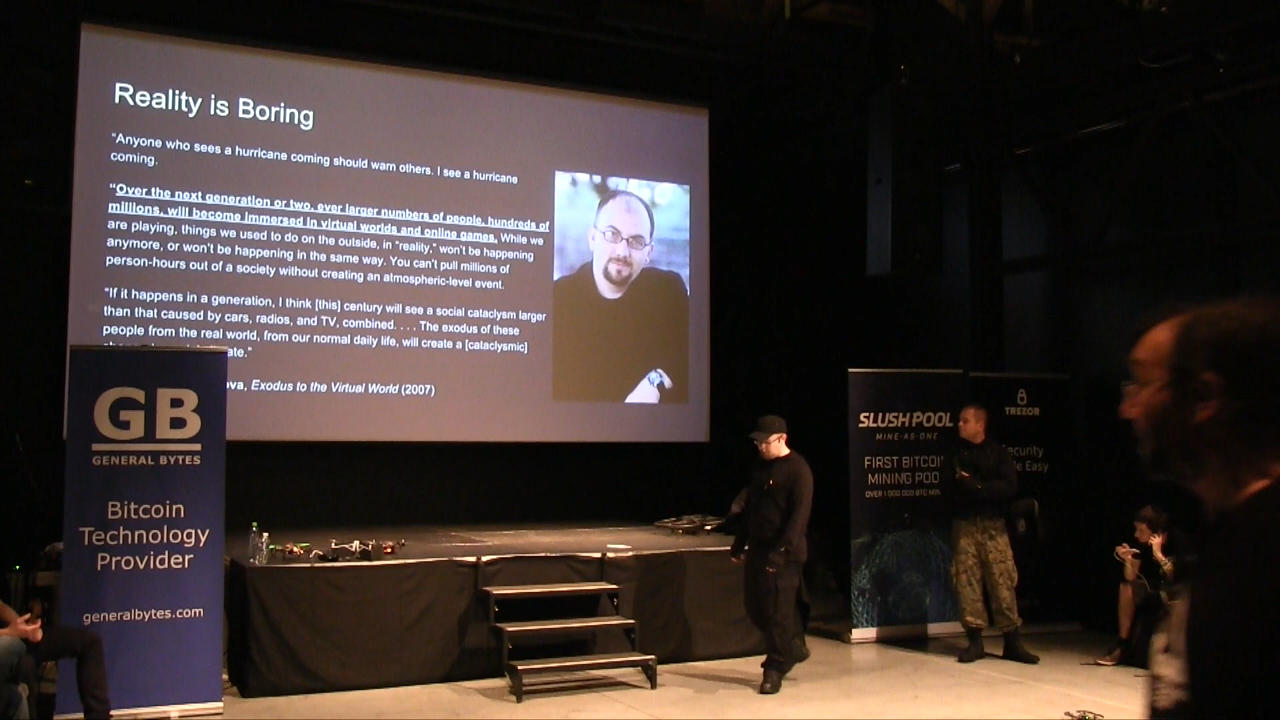 Reality is Boring
“Anyone who sees a hurricane coming should warn others. I see a hurricane
coming.
“Over the next generation or two, ever larger numbers of people, hundreds of
millions, will become immersed in virtual worlds and online games. While we
are playing, things we used to do on the outside, in “reality,” won’t be happening
anymore, or won’t be happening in the same way. You can’t pull millions of
person-hours out of a society without creating an atmospheric-level event.
“If it happens in a generation, I think [this] century will see a social cataclysm larger
than that caused by cars, radios, and TV, combined. . . . The exodus of these
people from the real world, from our normal daily life, will create a [cataclysmic]
Exodus to the Virtual World (2007)
GB
GENERAL BYTES
Bitcoin
Technology
Provider
generalbytes.com
SLUSH POOL
MINE-AS-ONE
FIRST
MINING
OVER 1 000 000 BTC
TREZOR